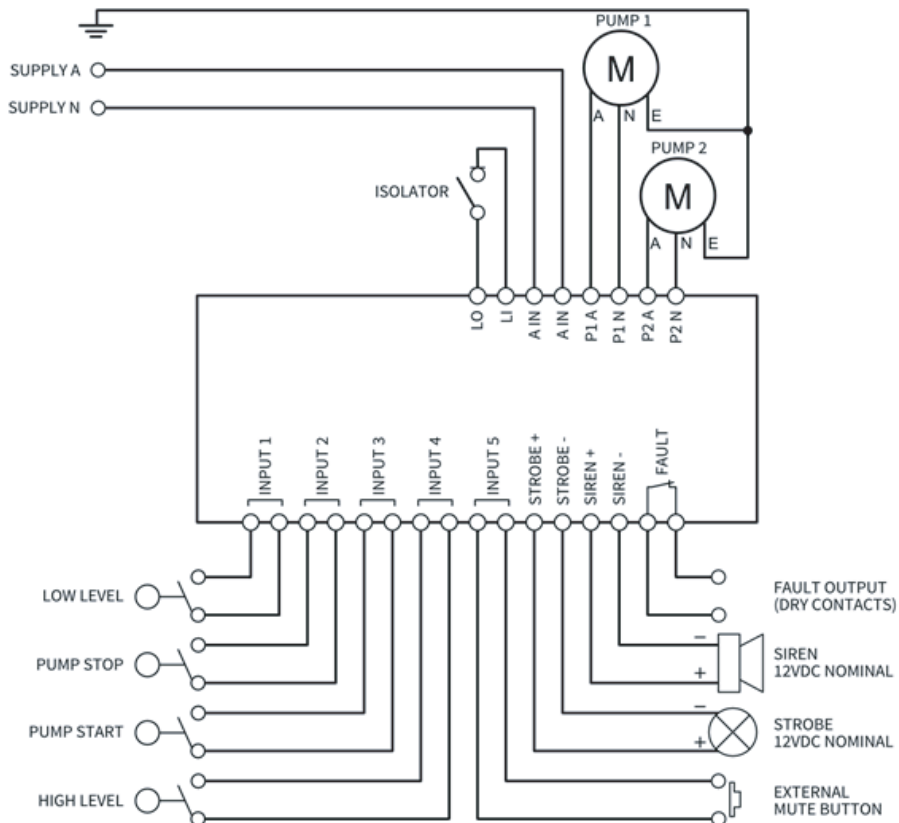 PUMP 1
M
SUPPLY A
SUPPLY N
A N E
PUMP 2
M
ISOLATOR
A N E
LO
LI
A IN
A IN
P1 A
P1 N
P2 A
P2 N
INPUT 1
INPUT 2
INPUT 3
INPUT 4
INPUT 5
STROBE +
STROBE -
SIREN +
SIREN -
FAULT
LOW LEVEL
PUMP STOP
PUMP START
HIGH LEVEL
FAULT OUTPUT
(DRY CONTACTS)
–
+
SIREN
12VDC NOMINAL
–
+
STROBE
12VDC NOMINAL
EXTERNAL
MUTE BUTTON